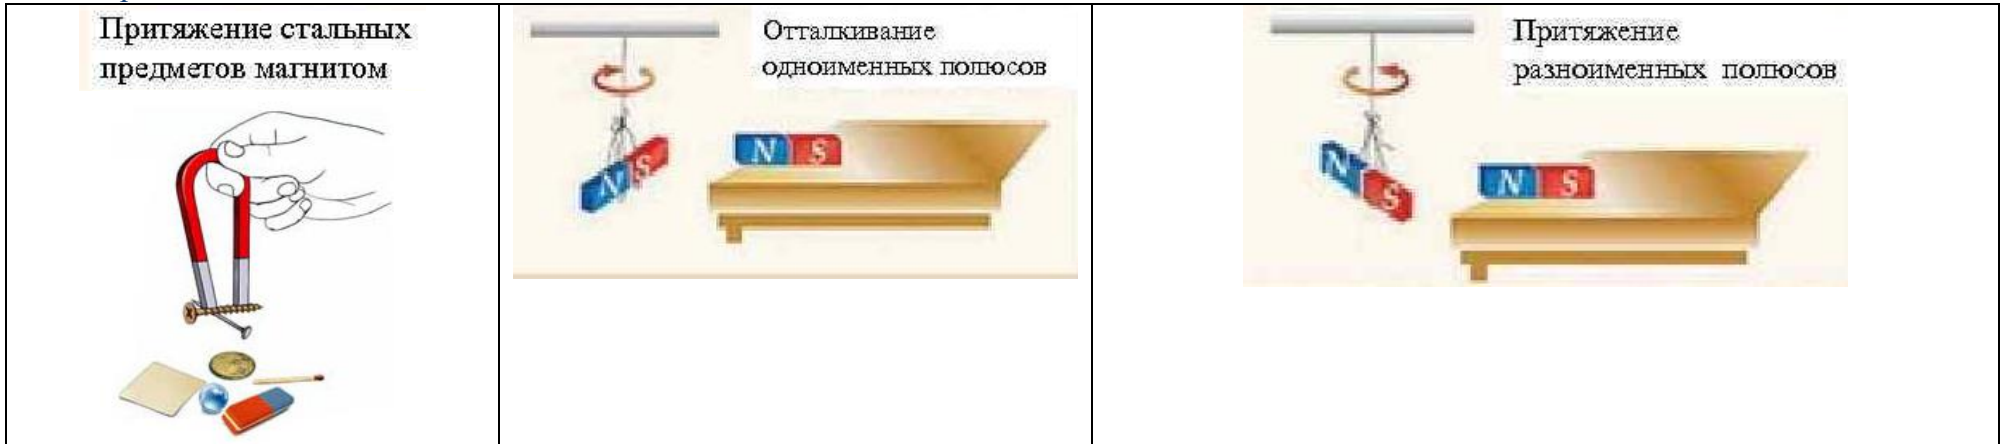 Притяжение стальных
предметов магнитом
Отталкивание
одноименных полюсов
N S
N S
Притяжение
разноименных полюсов
N S
N S